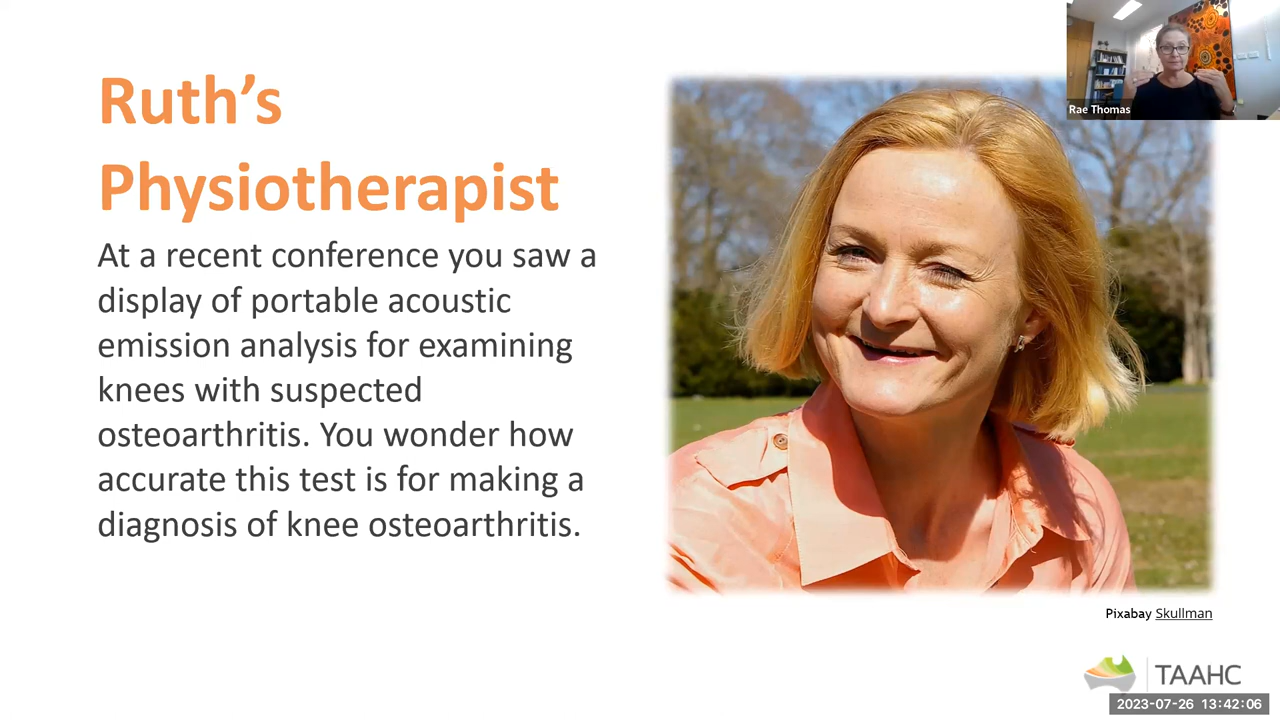 Ruth’s
Physiotherapist
At a recent conference you saw a
display of portable acoustic
emission analysis for examining
knees with suspected
osteoarthritis. You wonder how
accurate this test is for making a
diagnosis of knee osteoarthritis.
Rae Thomas
Pixabay Skullman
TAAHC
2023-07-26 13:42:06